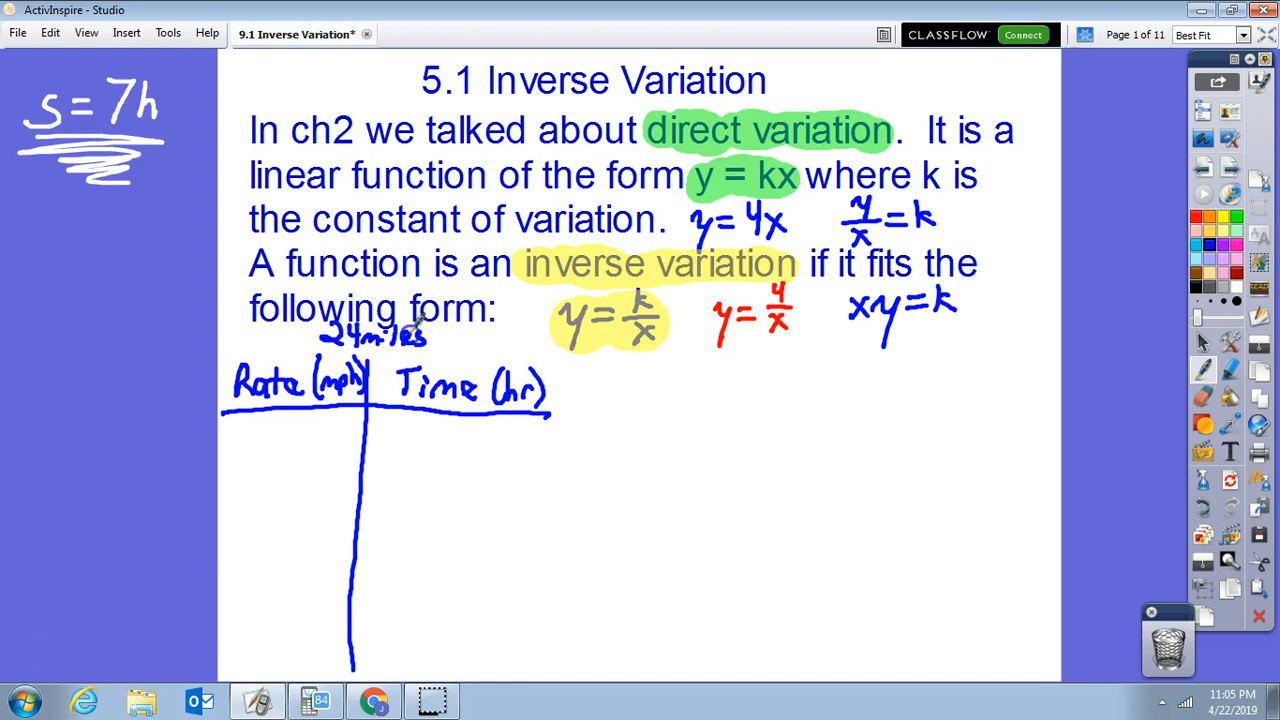 ActivInspire - Studio
File Edit View Insert Tools Help
9.1 Inverse Variation*
CLASSFLOW Connect
Page 1 of 11
Best Fit
s = 7h
5.1 Inverse Variation
In ch2 we talked about direct variation. It is a
linear function of the form y = kx where k is
the constant of variation. y = 4x y/x = k
A function is an inverse variation if it fits the
following form: y = k/x y = 4/x xy = k
24 miles
Rate (mph) Time (hr)
84
11:05 PM
4/22/2019